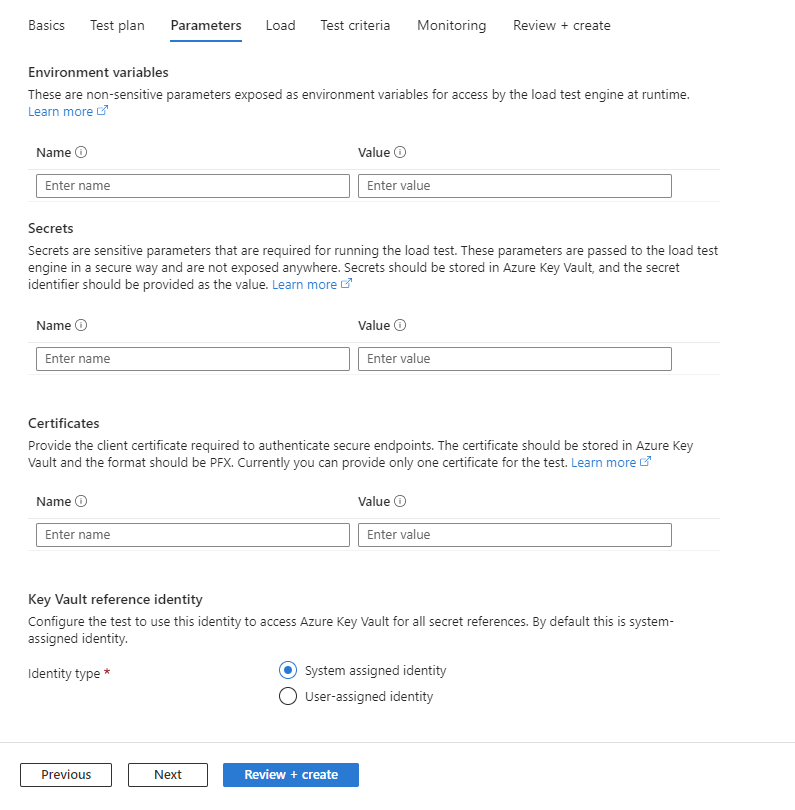 Basics Test plan Parameters Load Test criteria Monitoring Review + create
Environment variables
These are non-sensitive parameters exposed as environment variables for access by the load test engine at runtime.
Learn more
Name Value
Enter name Enter value
Secrets
Secrets are sensitive parameters that are required for running the load test. These parameters are passed to the load test
engine in a secure way and are not exposed anywhere. Secrets should be stored in Azure Key Vault, and the secret
identifier should be provided as the value. Learn more
Name Value
Enter name Enter value
Certificates
Provide the client certificate required to authenticate secure endpoints. The certificate should be stored in Azure Key
Vault and the format should be PFX. Currently you can provide only one certificate for the test. Learn more
Name Value
Enter name Enter value
Key Vault reference identity
Configure the test to use this identity to access Azure Key Vault for all secret references. By default this is system-
assigned identity.
Identity type * System assigned identity
User-assigned identity
Previous Next Review + create